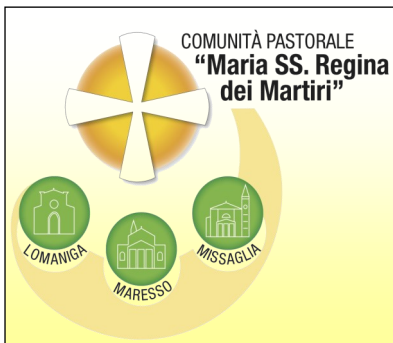 COMUNITÀ PASTORALE
“Maria SS. Regina
dei Martiri”
LOMANIGA
MARESSO
MISSAGLIA